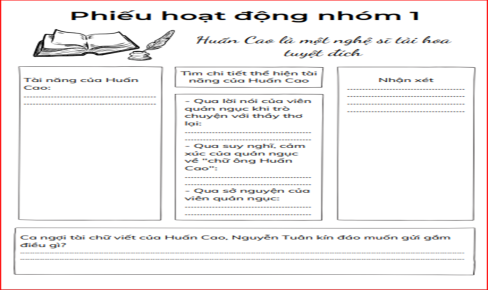 Phiếu hoạt động nhóm 1
Huấn Cao là một nghệ sĩ tài hoa
tuyệt đích
Tài năng của Huấn
Cao:
Tìm chi tiết thể hiện tài
năng của Huấn Cao
- Qua lời nói của viên
quản ngục khi trò
chuyện với thầy thơ
lại:
- Qua suy nghĩ, cảm
xúc của quản ngục
về "chữ ông Huấn
Cao":
- Qua sở nguyện của
viên quản ngục:
Nhận xét
Ca ngợi tài chữ viết của Huấn Cao, Nguyễn Tuân kín đáo muốn gửi gắm
điều gì?